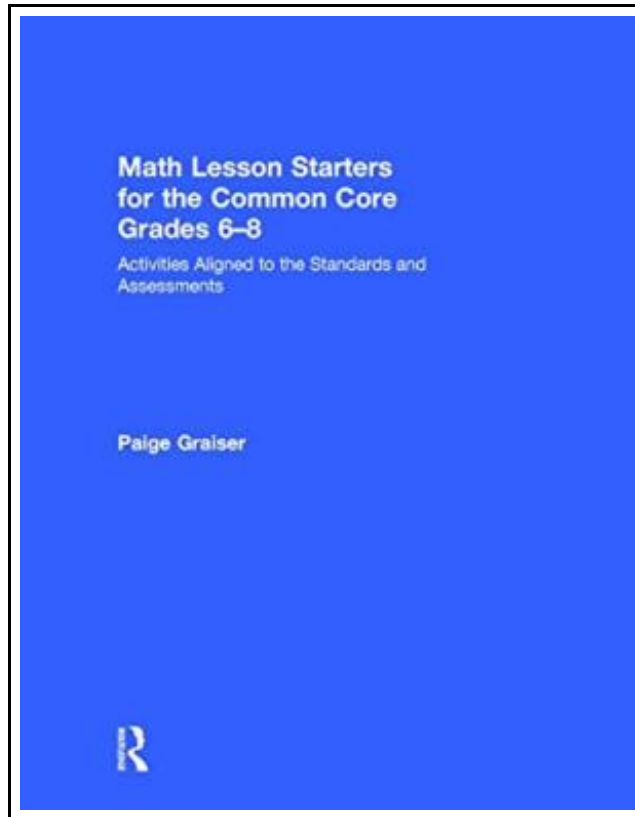 Math Lesson Starters
for the Common Core
Grades 6–8
Activities Aligned to the Standards and
Assessments
Paige Graiser